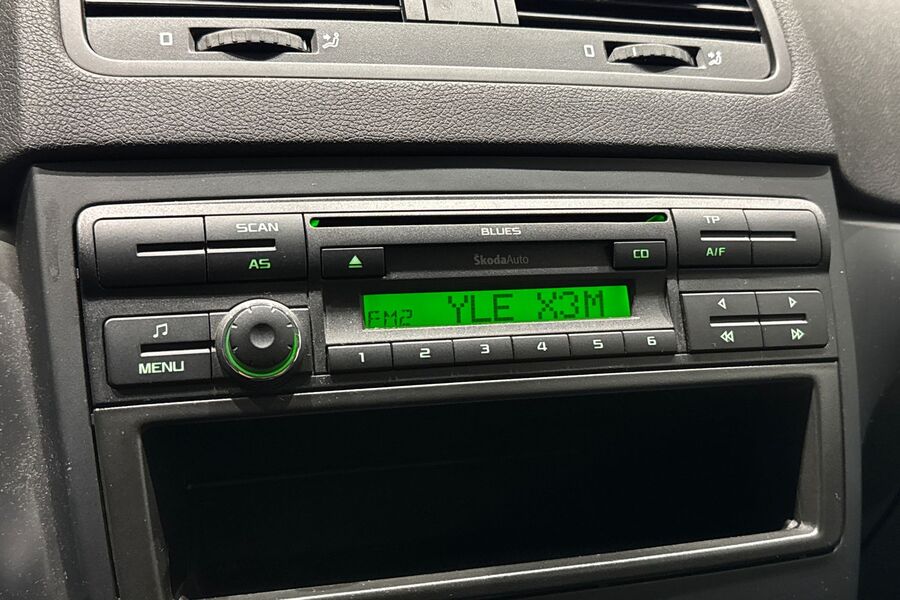 SCAN
AS
BLUES
ŠkodaAuto
CD
TP
A/F
FM2 YLE X3M
MENU
1 2 3 4 5 6